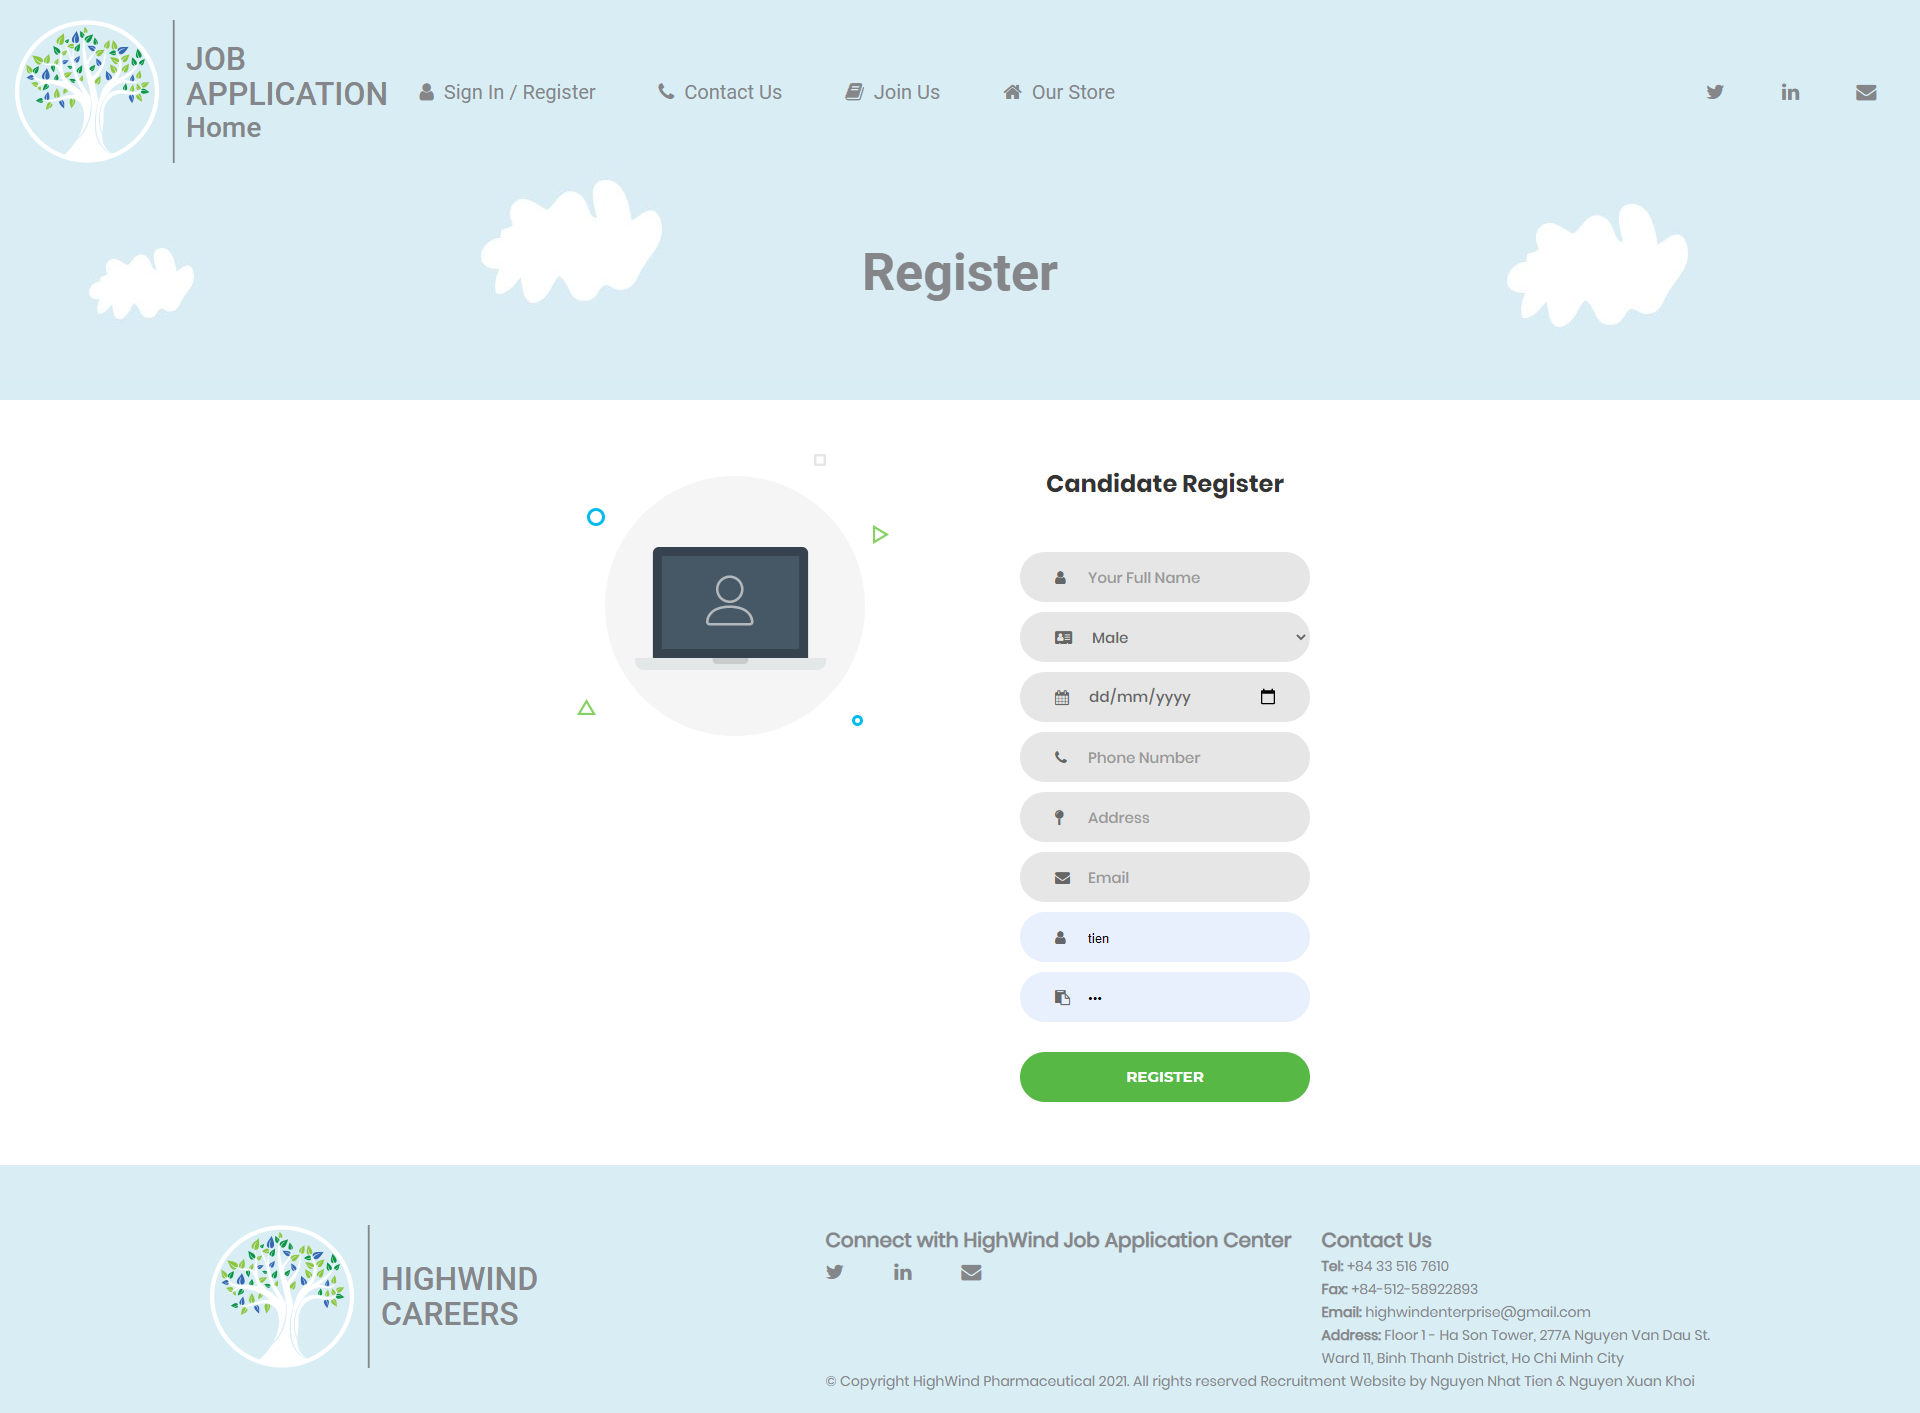 JOB
APPLICATION
Home
Sign In / Register
Contact Us
Join Us
Our Store
Register
Candidate Register
Your Full Name
Male
dd/mm/yyyy
Phone Number
Address
Email
tien
•••
REGISTER
HIGHWIND
CAREERS
Connect with HighWind Job Application Center
Contact Us
Tel: +84 33 516 7610
Fax: +84-512-58922893
Email: highwindenterprise@gmail.com
Address: Floor 1 - Ha Son Tower, 277A Nguyen Van Dau St.
Ward 11, Binh Thanh District, Ho Chi Minh City
© Copyright HighWind Pharmaceutical 2021. All rights reserved Recruitment Website by Nguyen Nhat Tien & Nguyen Xuan Khoi